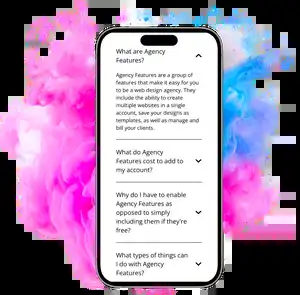 What are Agency
Features?
Agency Features are a group of
features that make it easy for you
to be a web design agency. They
include the ability to create
multiple websites in a single
account, save your designs as
templates, as well as manage and
bill your clients.
What do Agency
Features cost to add to
my account?
Why do I have to enable
Agency Features as
opposed to simply
including them if they're
free?
What types of things can
I do with Agency
Features?